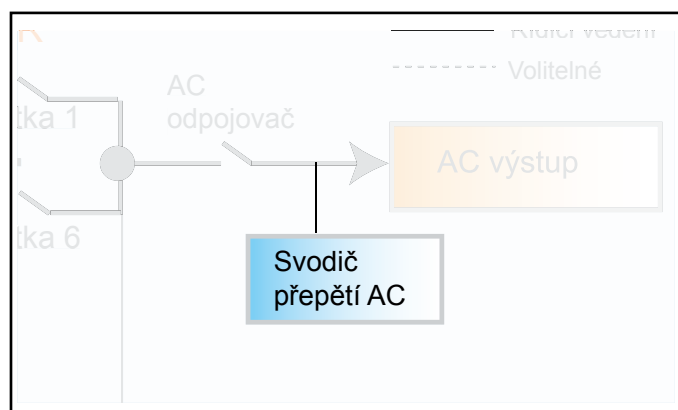 R
Řídicí vedení
Volitelné
AC
odpojovač
tka 1
AC výstup
tka 6
Svodič
přepětí AC